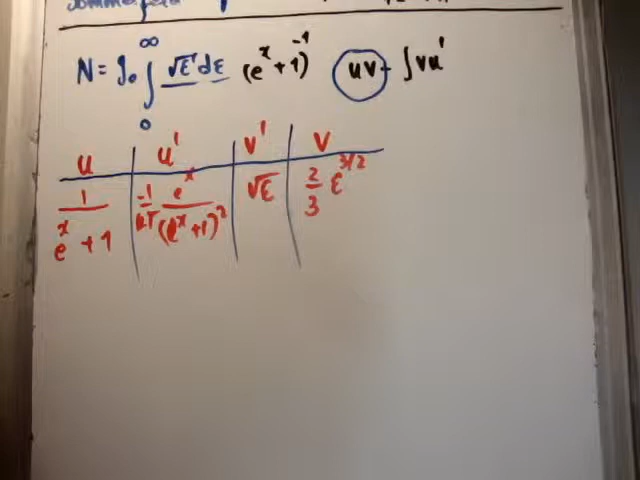 N = g₀ ∫₀^∞ √ε dε (e^x + 1)^-1 uv - ∫vu'
u u' v' v
1/(e^x + 1) -1/kT e^x/(e^x + 1)^2 √ε 2/3 ε^3/2